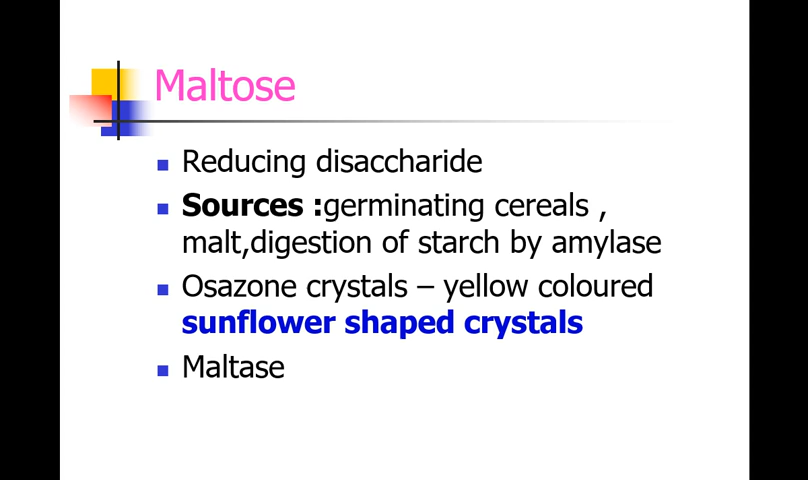 Maltose
Reducing disaccharide
Sources :germinating cereals ,
malt,digestion of starch by amylase
Osazone crystals – yellow coloured
sunflower shaped crystals
Maltase